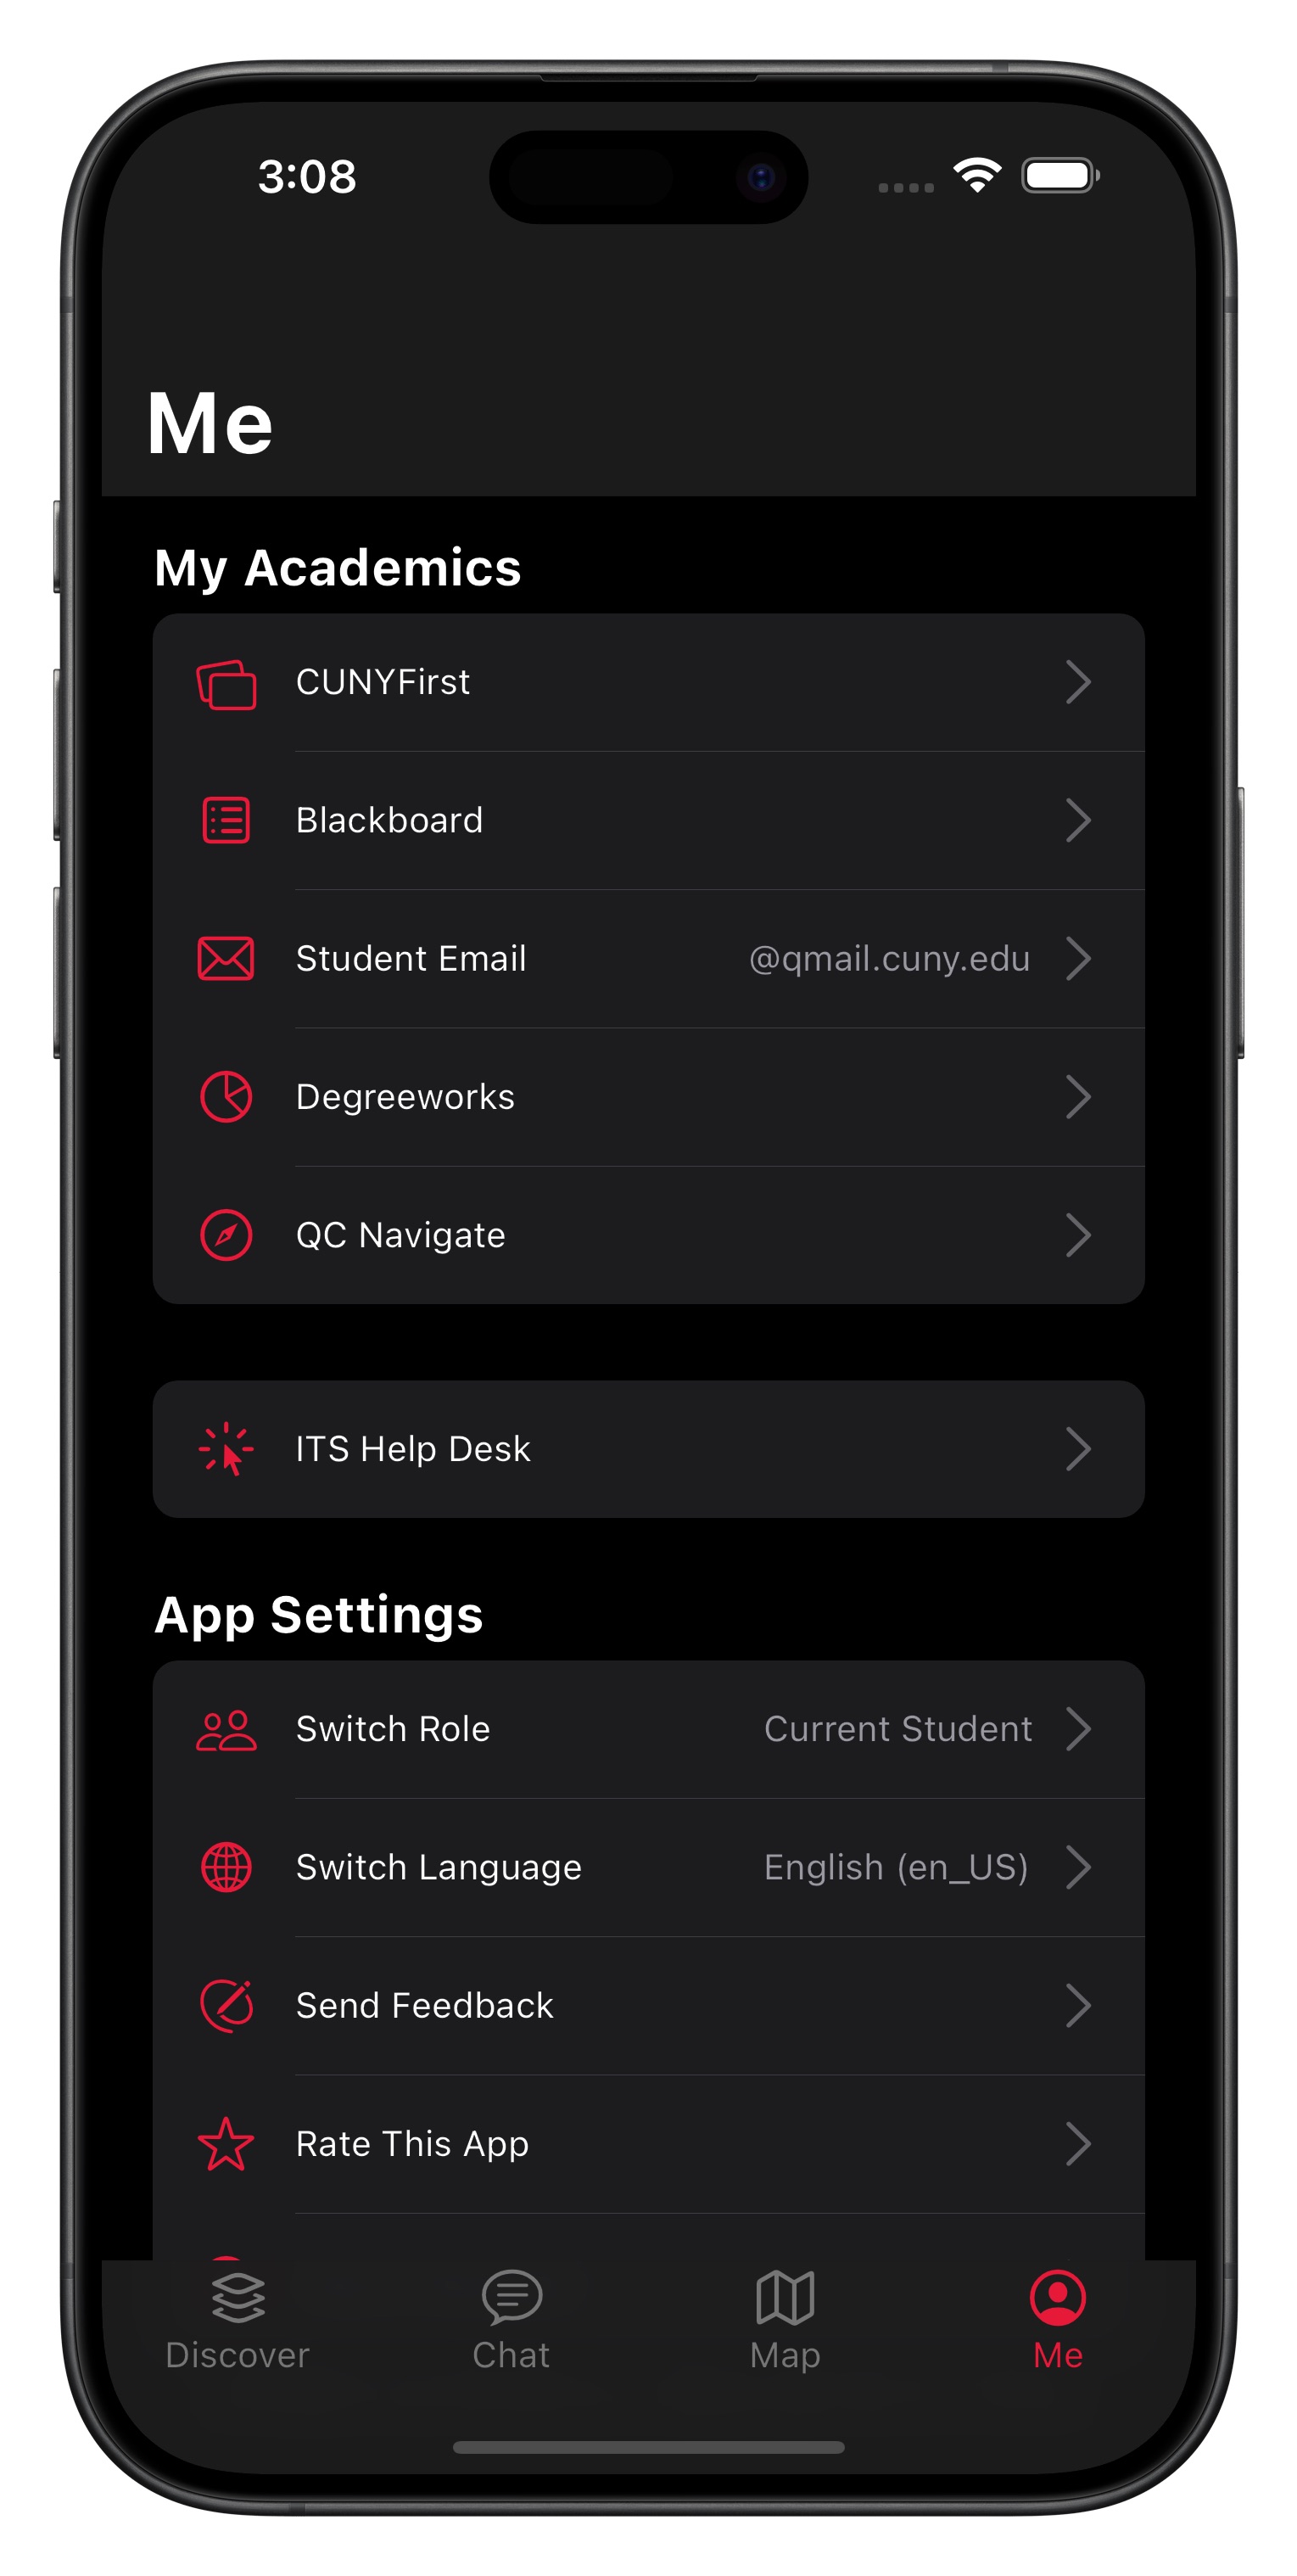 3:08
Me
My Academics
CUNYFirst
Blackboard
Student Email @qmail.cuny.edu
Degreeworks
QC Navigate
ITS Help Desk
App Settings
Switch Role Current Student
Switch Language English (en_US)
Send Feedback
Rate This App
Discover Chat Map Me